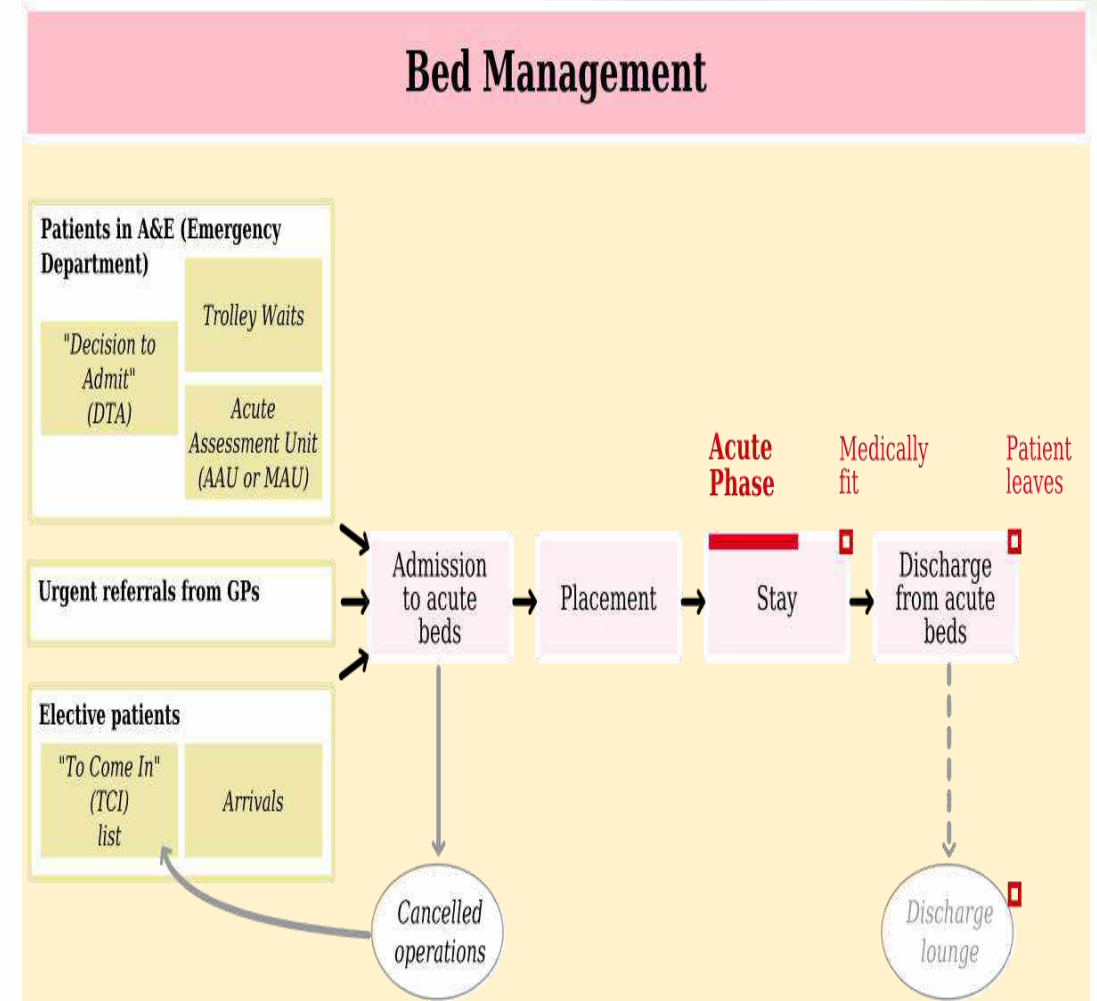 Bed Management
Patients in A&E (Emergency
Department)
"Decision to
Admit"
(DTA)
Trolley Waits
Acute
Assessment Unit
(AAU or MAU)
Urgent referrals from GPs
Elective patients
"To Come In"
(TCI)
list
Arrivals
Admission
to acute
beds
Placement
Acute
Phase
Stay
Medically
fit
Discharge
from acute
beds
Patient
leaves
Cancelled
operations
Discharge
lounge